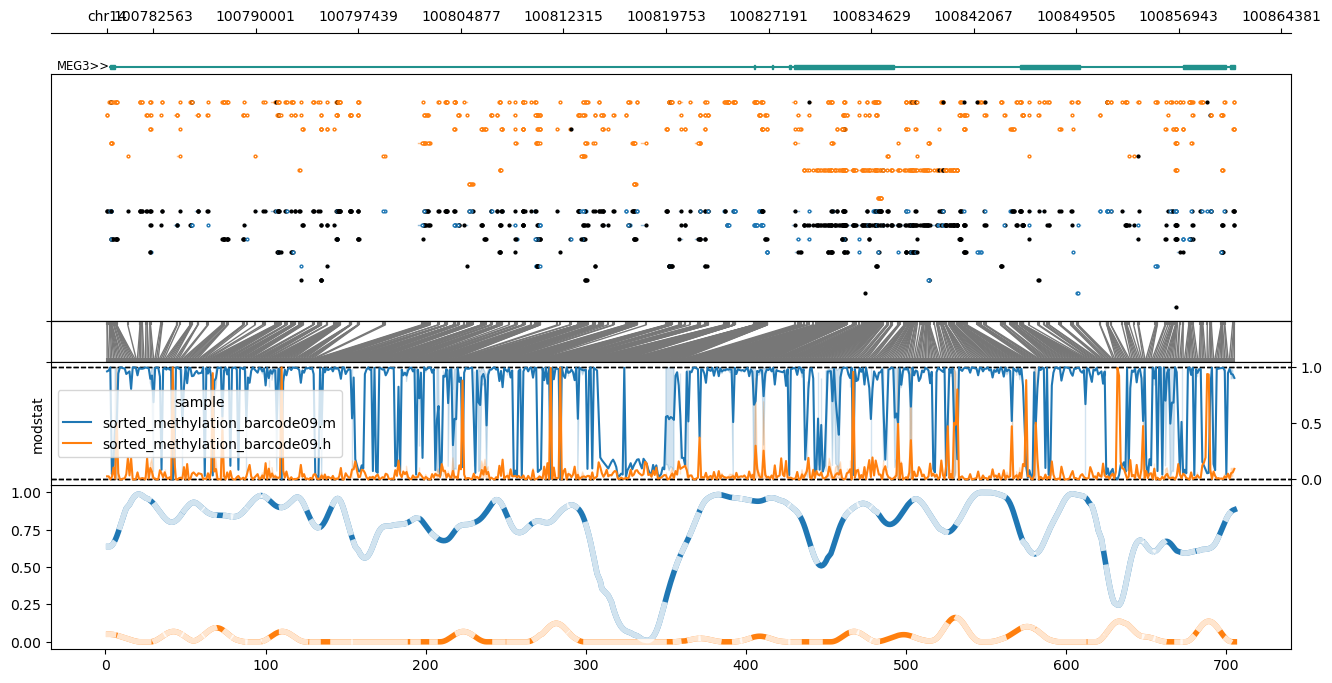 chr14 100782563 100790001 100797439 100804877 100812315 100819753 100827191 100834629 100842067 100849505 100856943 100864381
MEG3>>
1.0
0.5
0.0
modstat
sample
sorted_methylation_barcode09.m
sorted_methylation_barcode09.h
1.00
0.75
0.50
0.25
0.00
0 100 200 300 400 500 600 700